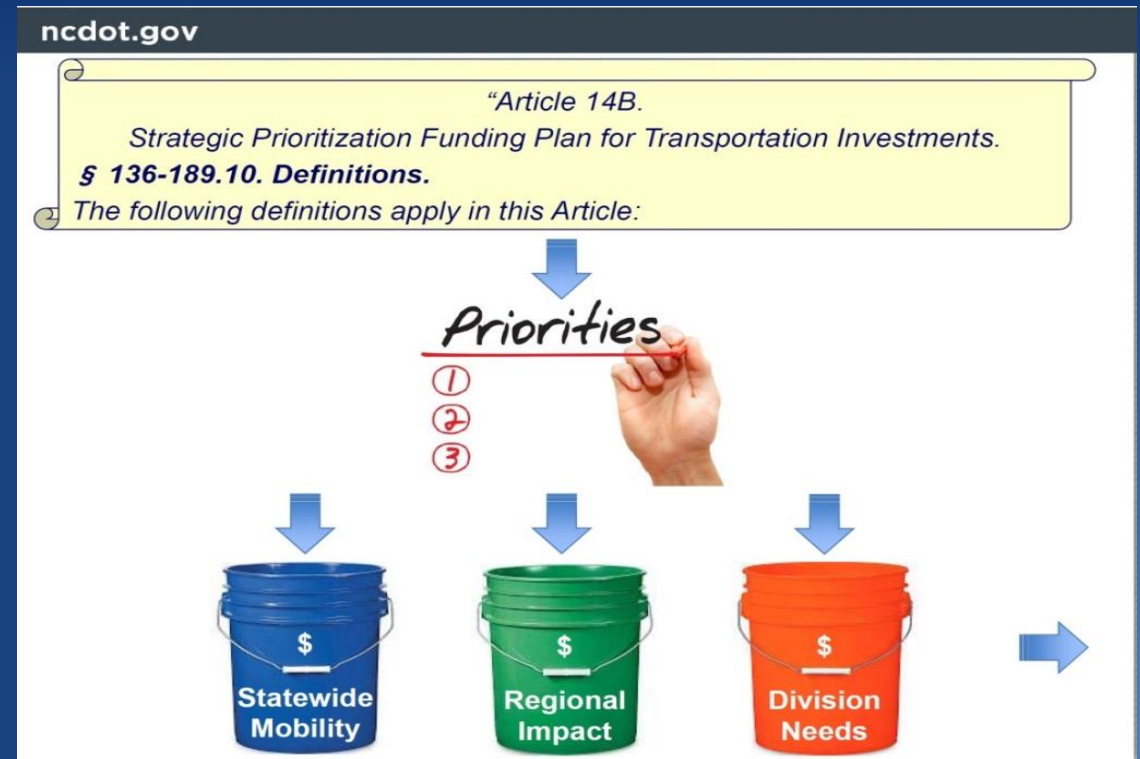 ncdot.gov
“Article 14B.
Strategic Prioritization Funding Plan for Transportation Investments.
§ 136-189.10. Definitions.
The following definitions apply in this Article:
Priorities
1
2
3
$
Statewide
Mobility
$
Regional
Impact
$
Division
Needs